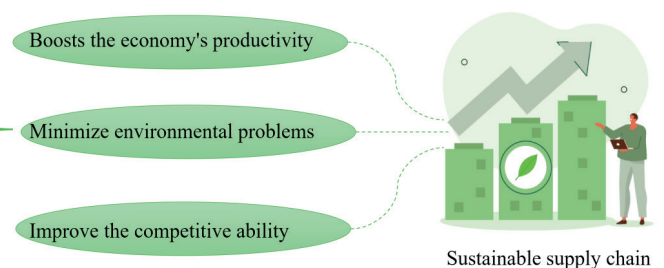 Boosts the economy's productivity
Minimize environmental problems
Improve the competitive ability
Sustainable supply chain